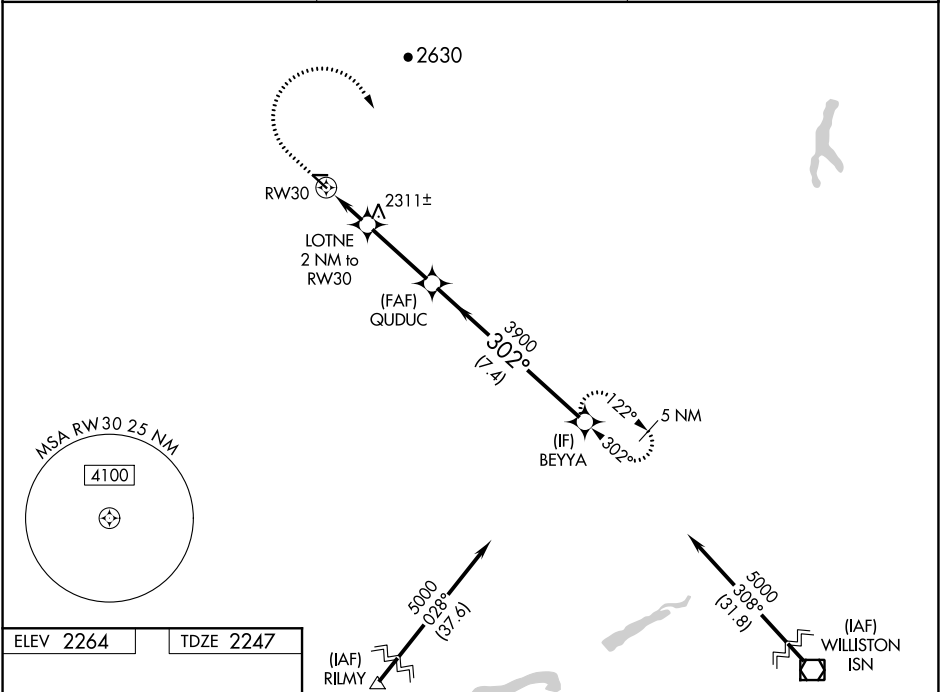 2630
RW30
2311±
LOTNE
2 NM to
RW30
(FAF)
QUDUC
3900
302°
(7.4)
122°
5 NM
302°
(IF)
BEYYA
MSA RW30 25 NM
4100
5000
028°
(37.6)
5000
308°
(31.8)
ELEV 2264
TDZE 2247
(IAF)
RILMY
(IAF)
WILLISTON
ISN